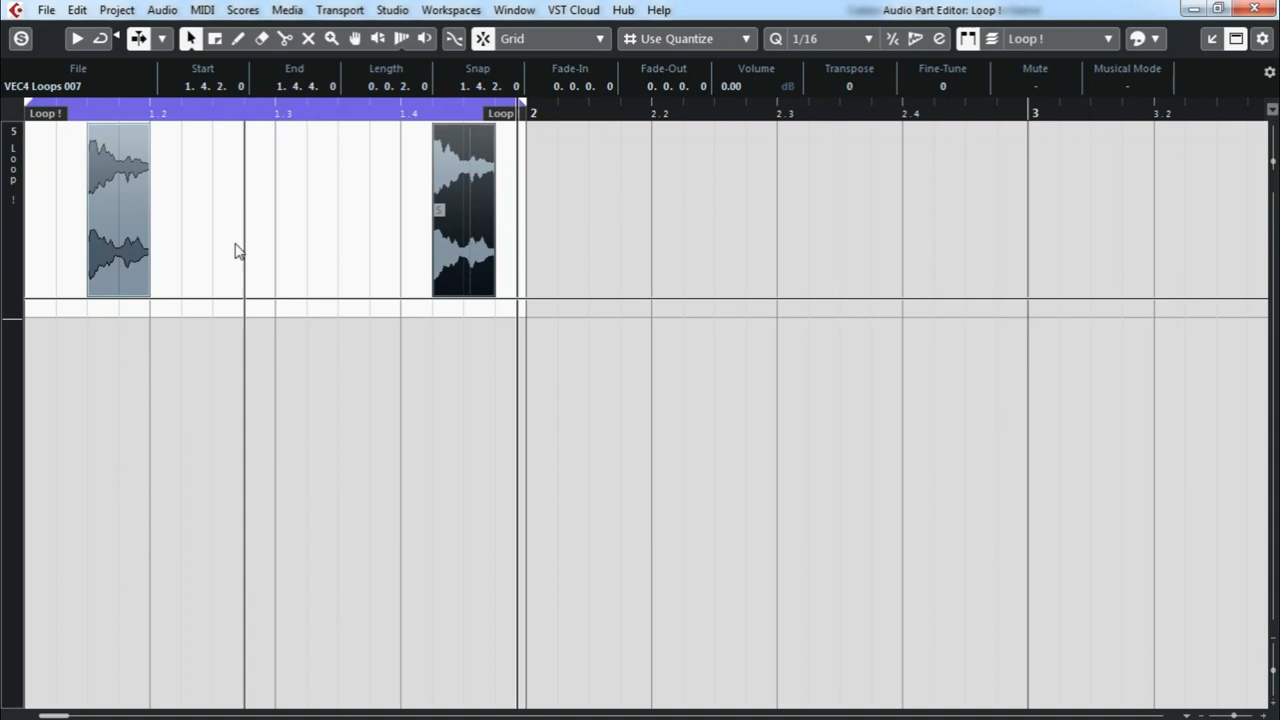 File Edit Project Audio MIDI Scores Media Transport Studio Workspaces Window VST Cloud Hub Help Audio Part Editor: Loop !
Grid Use Quantize Q 1/16 Loop !
File Start End Length Snap Fade-In Fade-Out Volume Transpose Fine-Tune Mute Musical Mode
VEC4 Loops 007 1. 4. 2. 0 1. 4. 4. 0 0. 0. 2. 0 1. 4. 2. 0 0. 0. 0. 0 0. 0. 0. 0 0.00 dB 0 0 - -
Loop ! 1.2 1.3 1.4 Loop 2 2.2 2.3 2.4 3 3.2
5
L
o
o
p
!
S